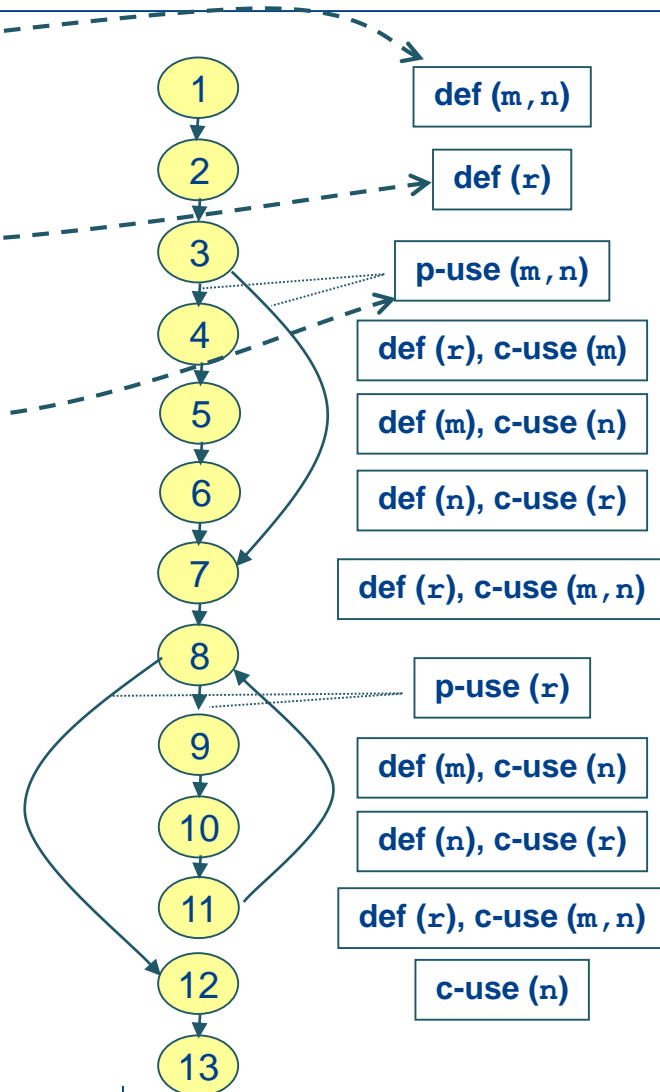 1
def (m,n)
2
def (r)
3
p-use (m,n)
4
def (r), c-use (m)
5
def (m), c-use (n)
6
def (n), c-use (r)
7
def (r), c-use (m,n)
8
p-use (r)
9
def (m), c-use (n)
10
def (n), c-use (r)
11
def (r), c-use (m,n)
12
c-use (n)
13